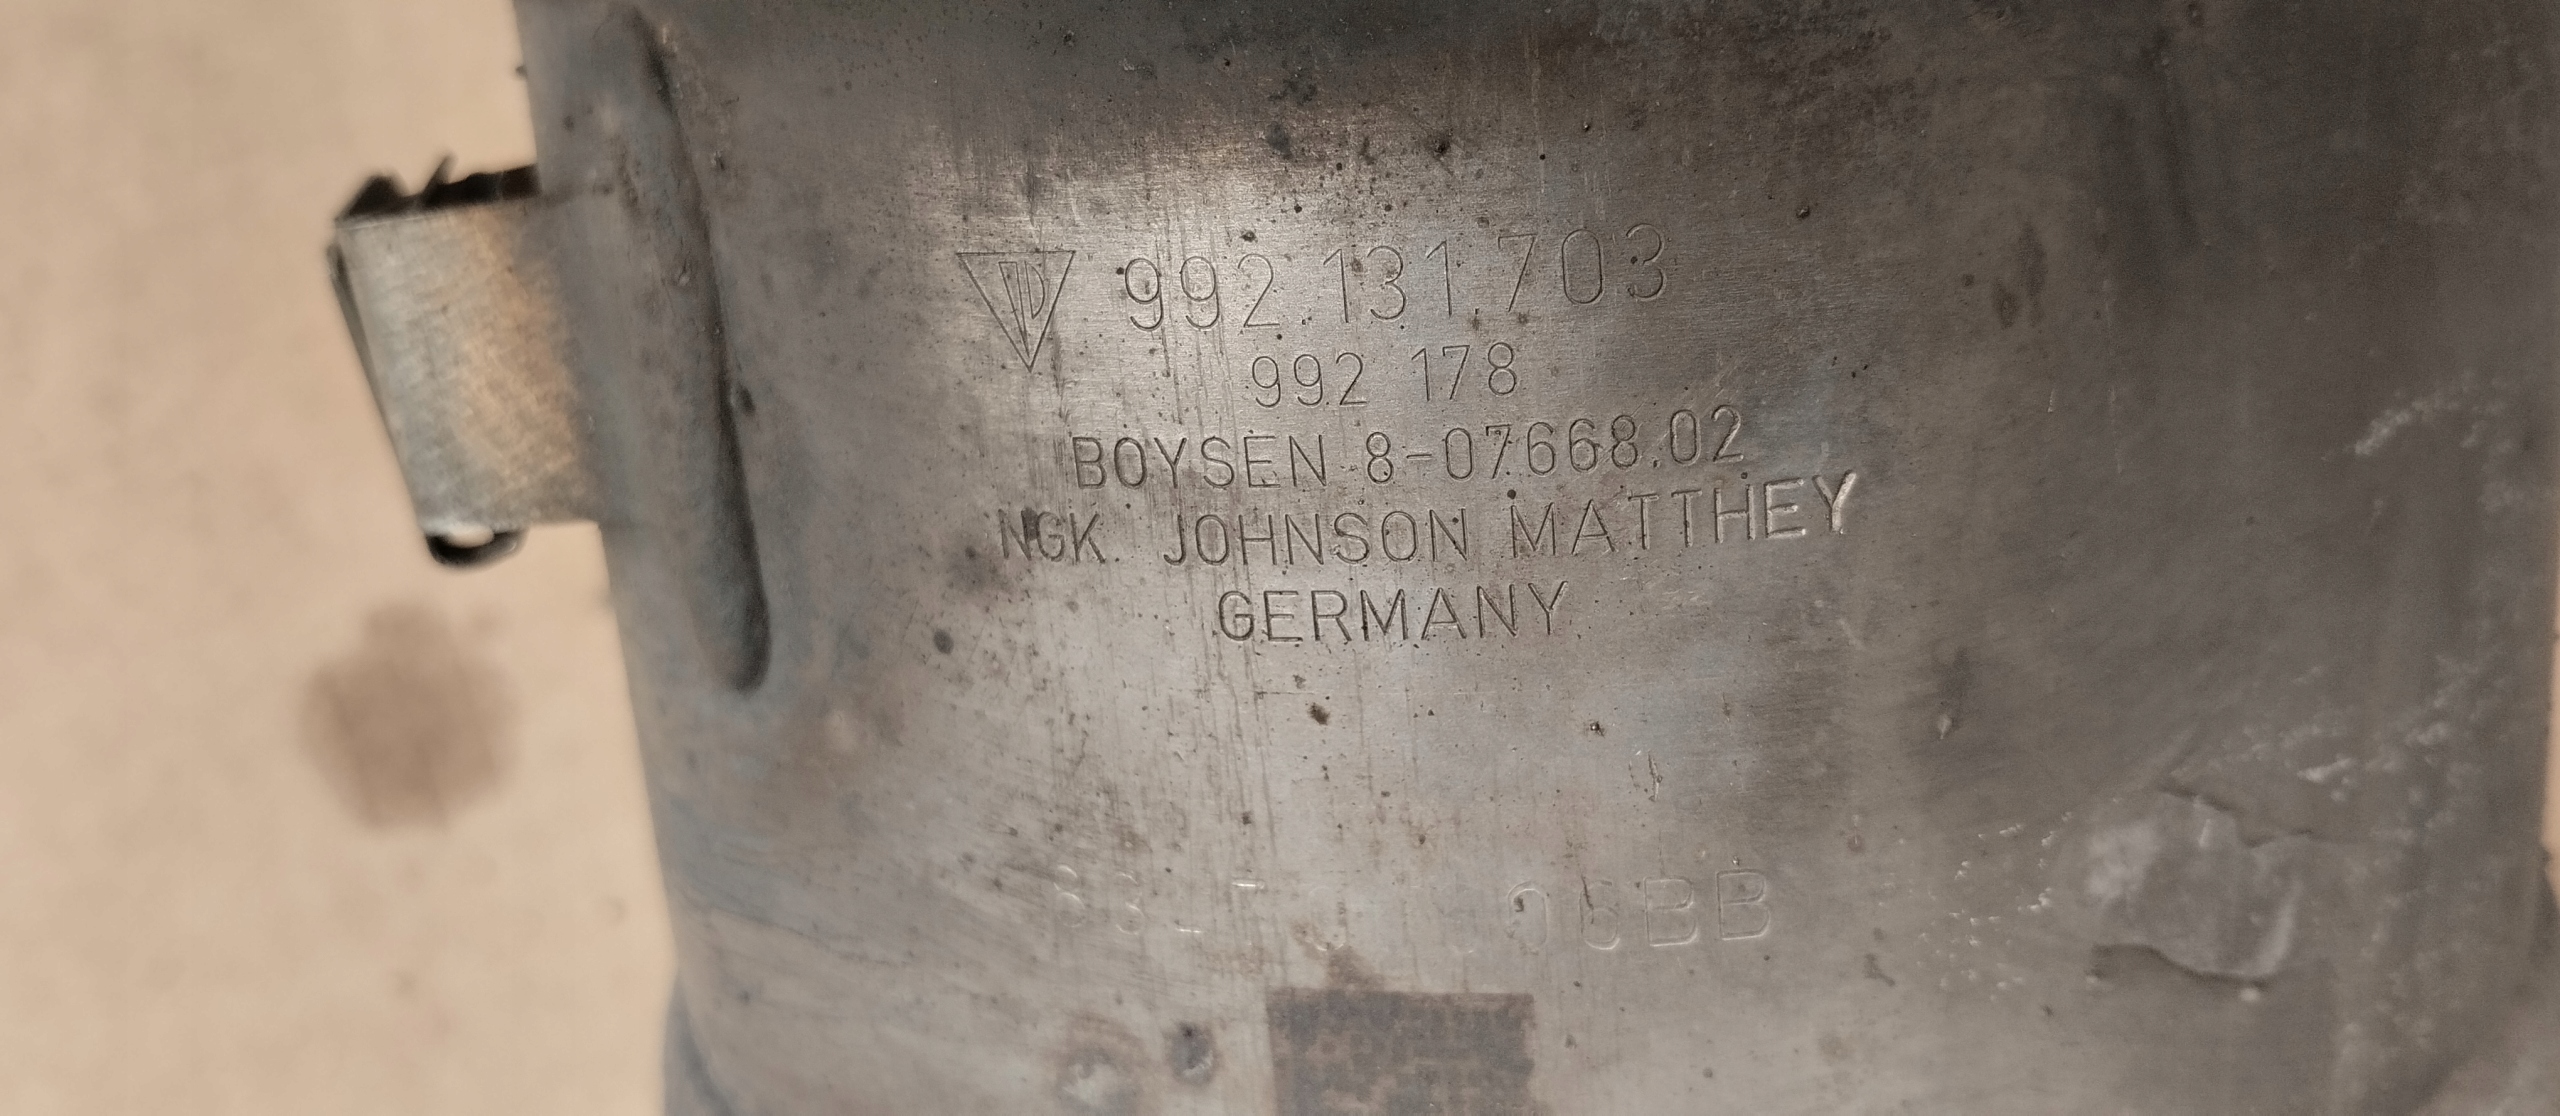 992.131.703
992 178
BOYSEN 8-07668.02
NGK JOHNSON MATTHEY
GERMANY